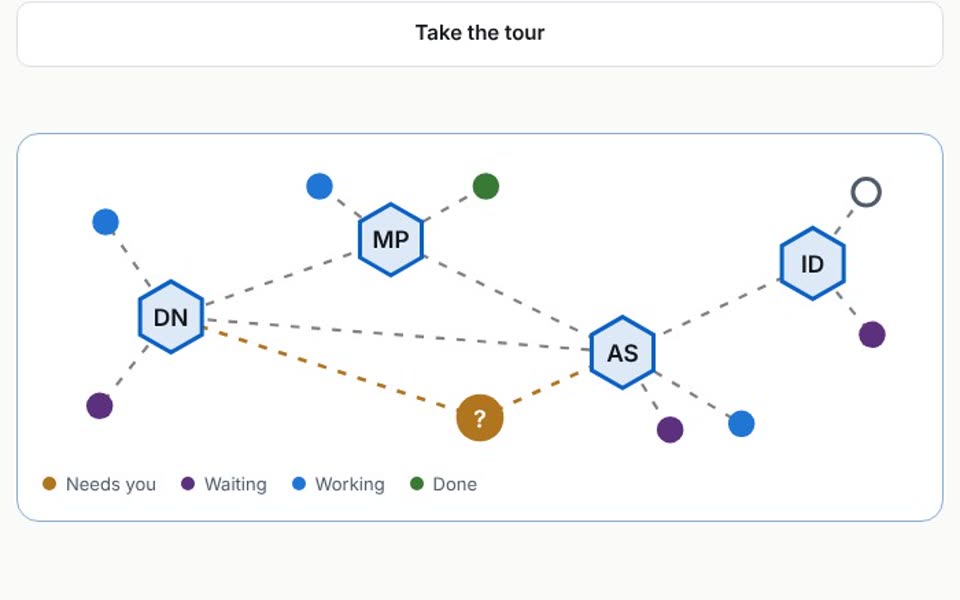 Take the tour
MP
ID
DN
AS
?
Needs you
Waiting
Working
Done